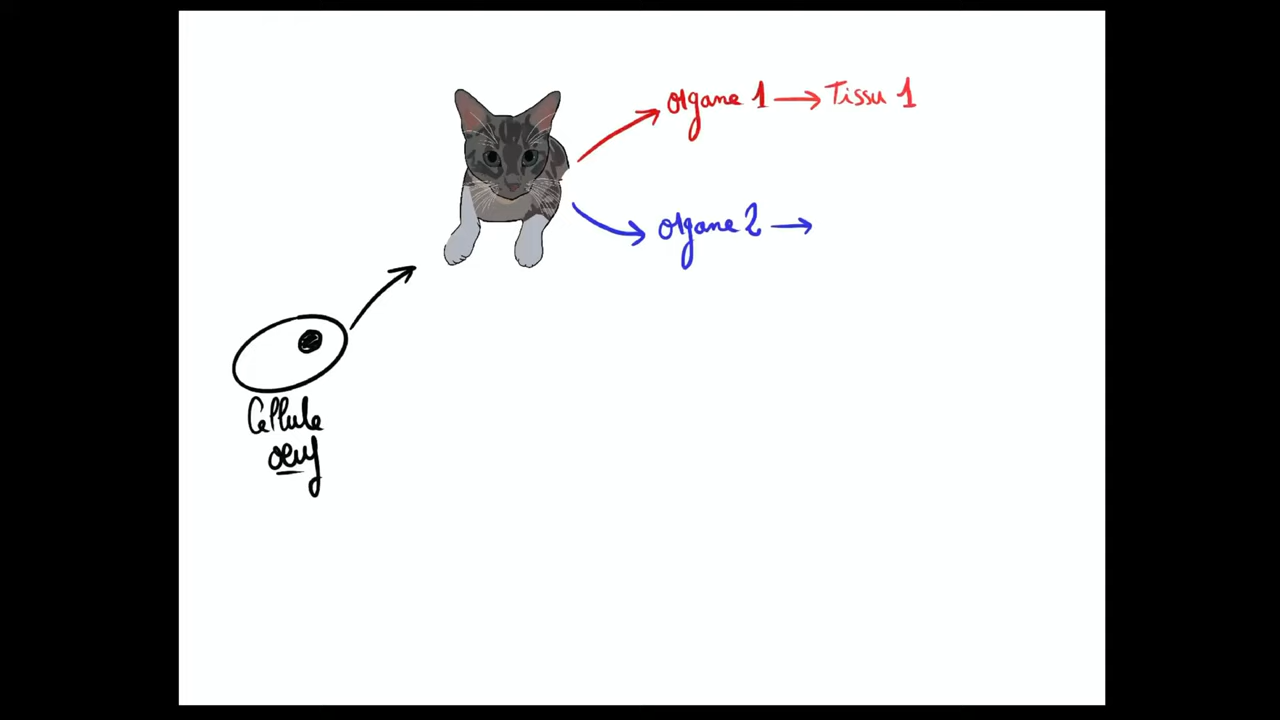 Organe 1 → Tissu 1
Organe 2 →
Cellule
oeuf